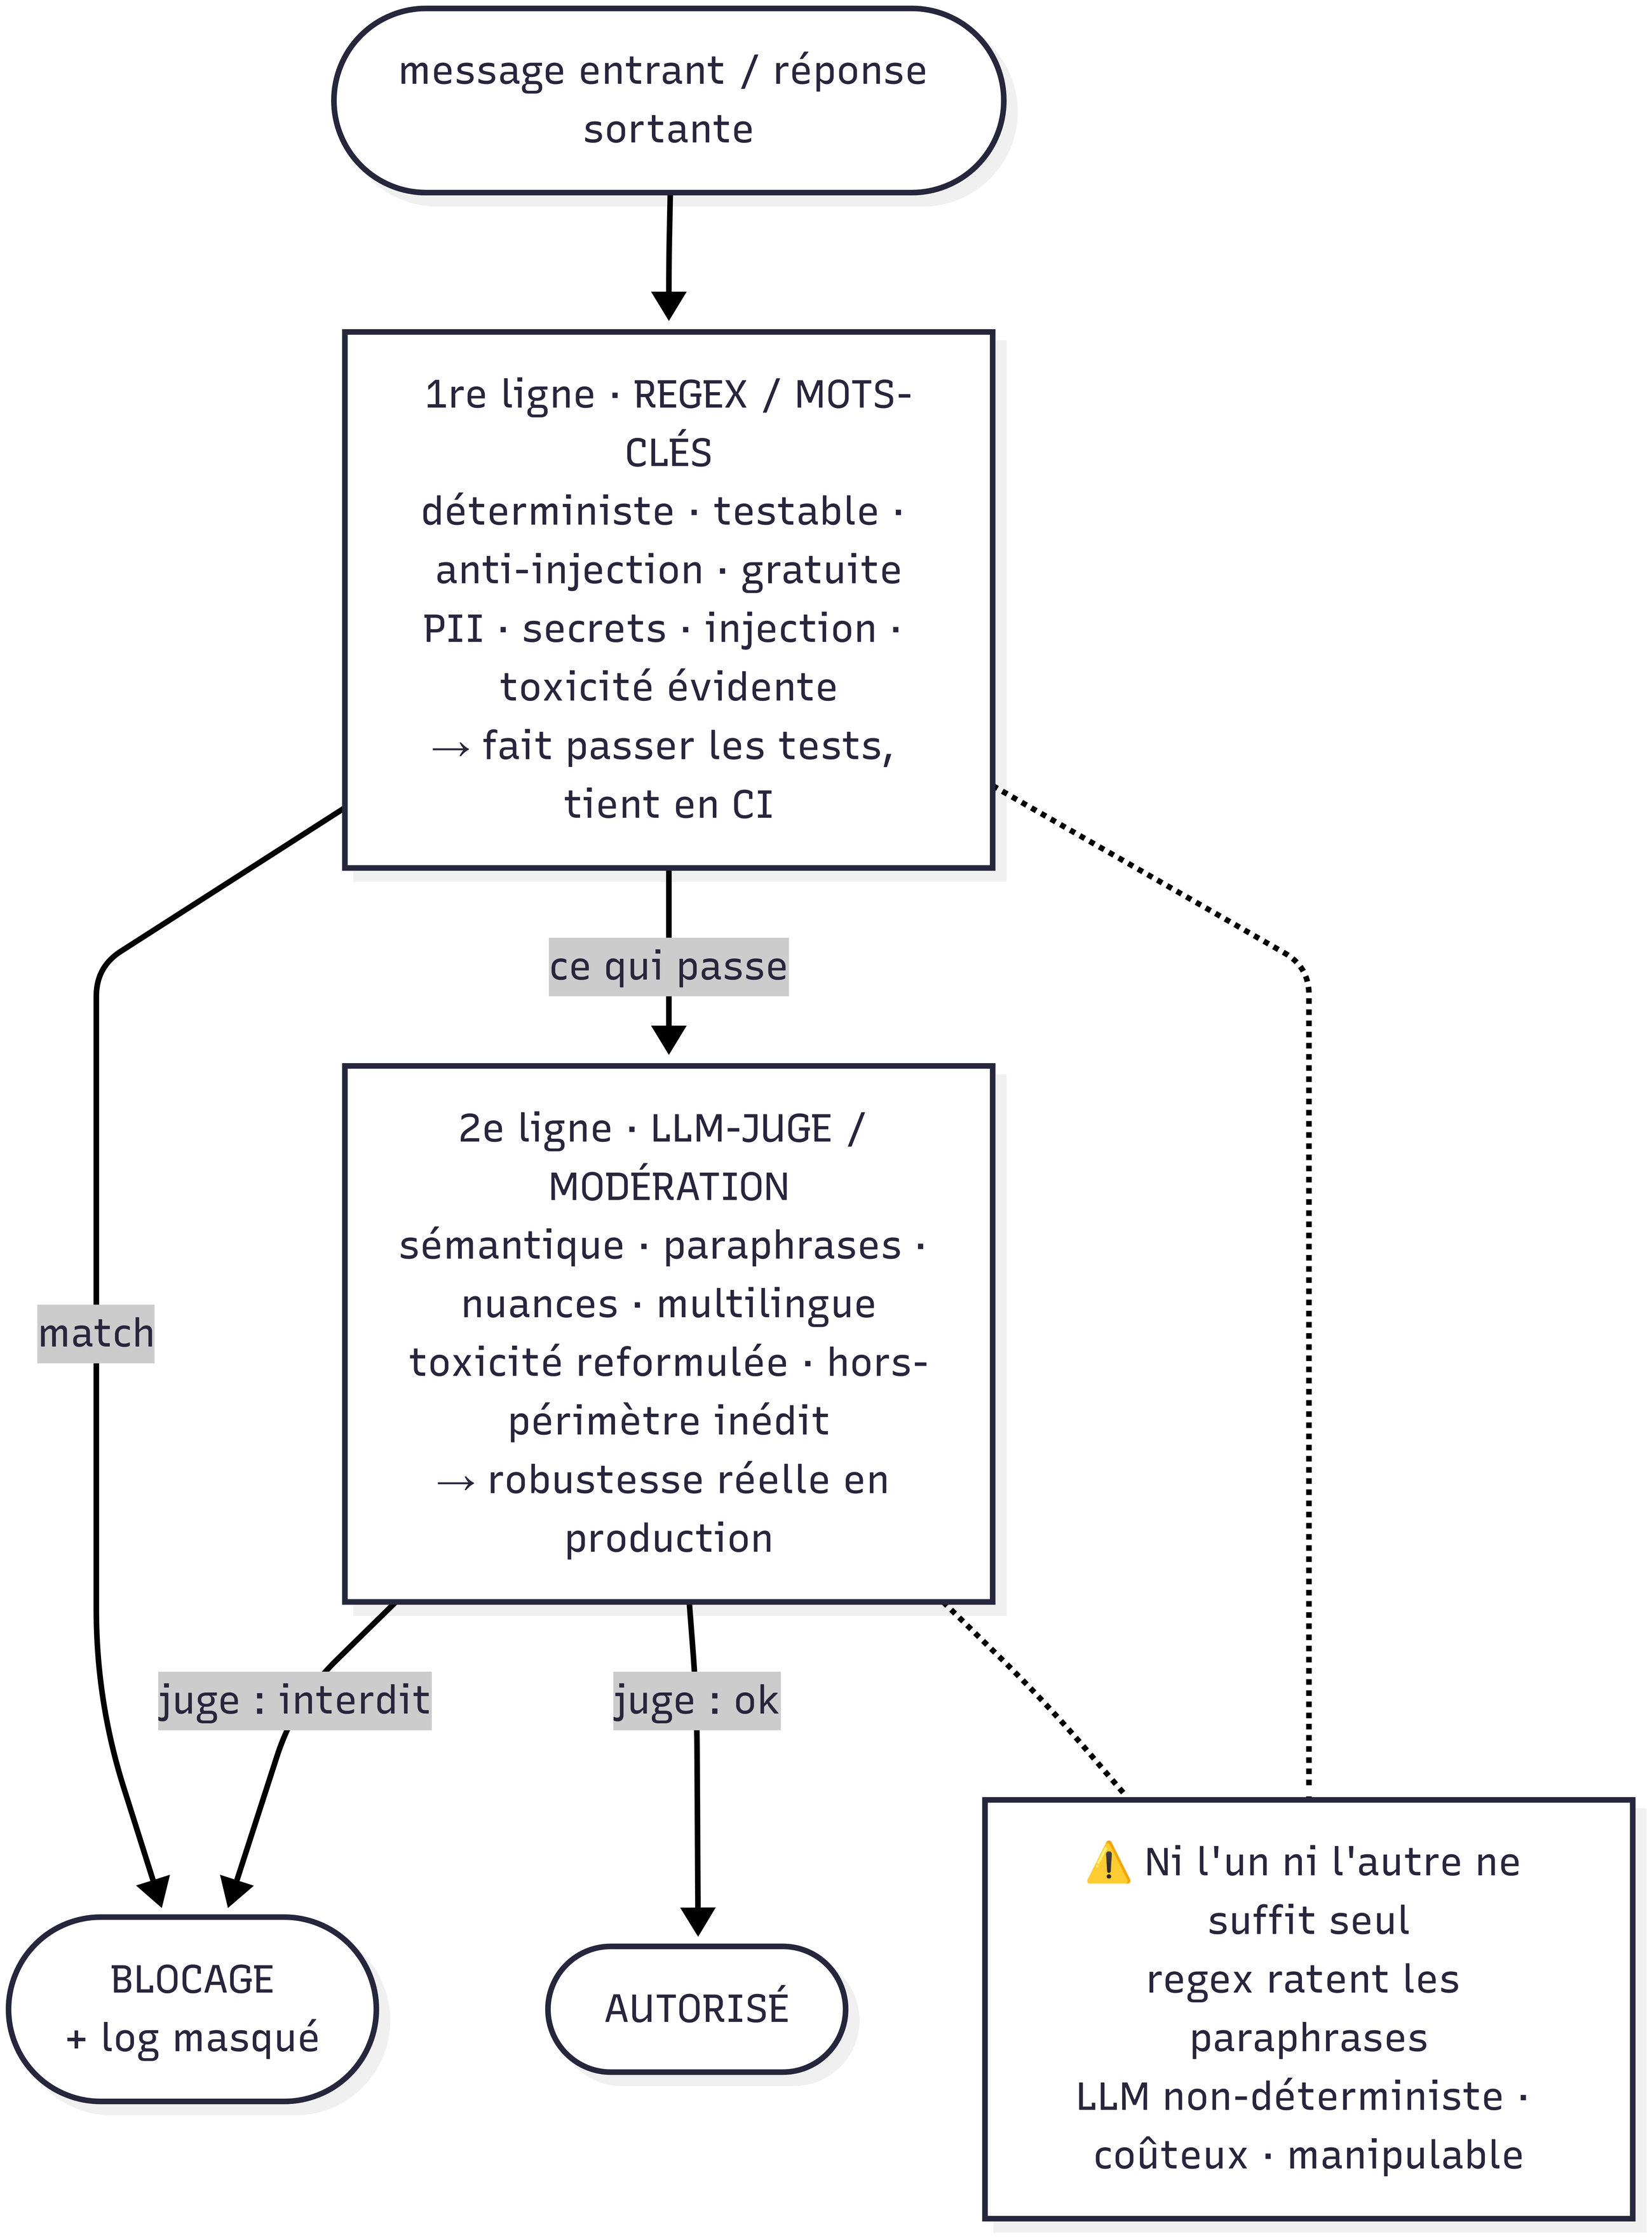 message entrant / réponse
sortante
1re ligne · REGEX / MOTS-
CLÉS
déterministe · testable ·
anti-injection · gratuite
PII · secrets · injection ·
toxicité évidente
→ fait passer les tests,
tient en CI
ce qui passe
2e ligne · LLM-JUGE /
MODÉRATION
sémantique · paraphrases ·
nuances · multilingue
toxicité reformulée · hors-
périmètre inédit
→ robustesse réelle en
production
match
juge : interdit
juge : ok
BLOCAGE
+ log masqué
AUTORISÉ
⚠️ Ni l'un ni l'autre ne
suffit seul
regex ratent les
paraphrases
LLM non-déterministe ·
coûteux · manipulable